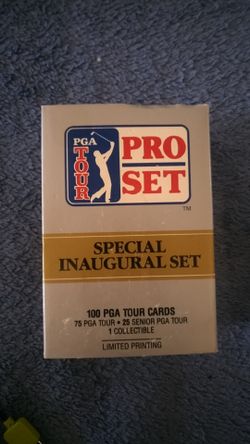 PGA
TOUR
PRO
SET
TM
SPECIAL
INAUGURAL SET
100 PGA TOUR CARDS
75 PGA TOUR • 25 SENIOR PGA TOUR
1 COLLECTIBLE
LIMITED PRINTING